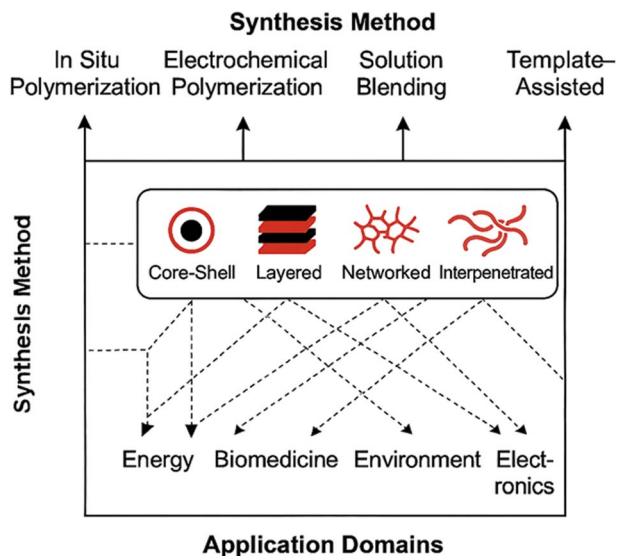 Synthesis Method
In Situ
Polymerization
Electrochemical
Polymerization
Solution
Blending
Template–
Assisted
Synthesis Method
Core-Shell
Layered
Networked
Interpenetrated
Energy
Biomedicine
Environment
Elect-
ronics
Application Domains